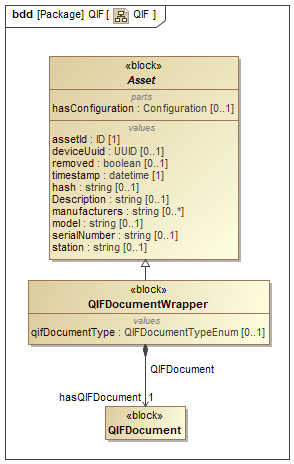 bdd [Package] QIF [ QIF ]
«block»
Asset
parts
hasConfiguration : Configuration [0..1]
values
assetId : ID [1]
deviceUuid : UUID [0..1]
removed : boolean [0..1]
timestamp : datetime [1]
hash : string [0..1]
Description : string [0..1]
manufacturers : string [0..*]
model : string [0..1]
serialNumber : string [0..1]
station : string [0..1]
«block»
QIFDocumentWrapper
values
qifDocumentType : QIFDocumentTypeEnum [0..1]
QIFDocument
hasQIFDocument 1
«block»
QIFDocument